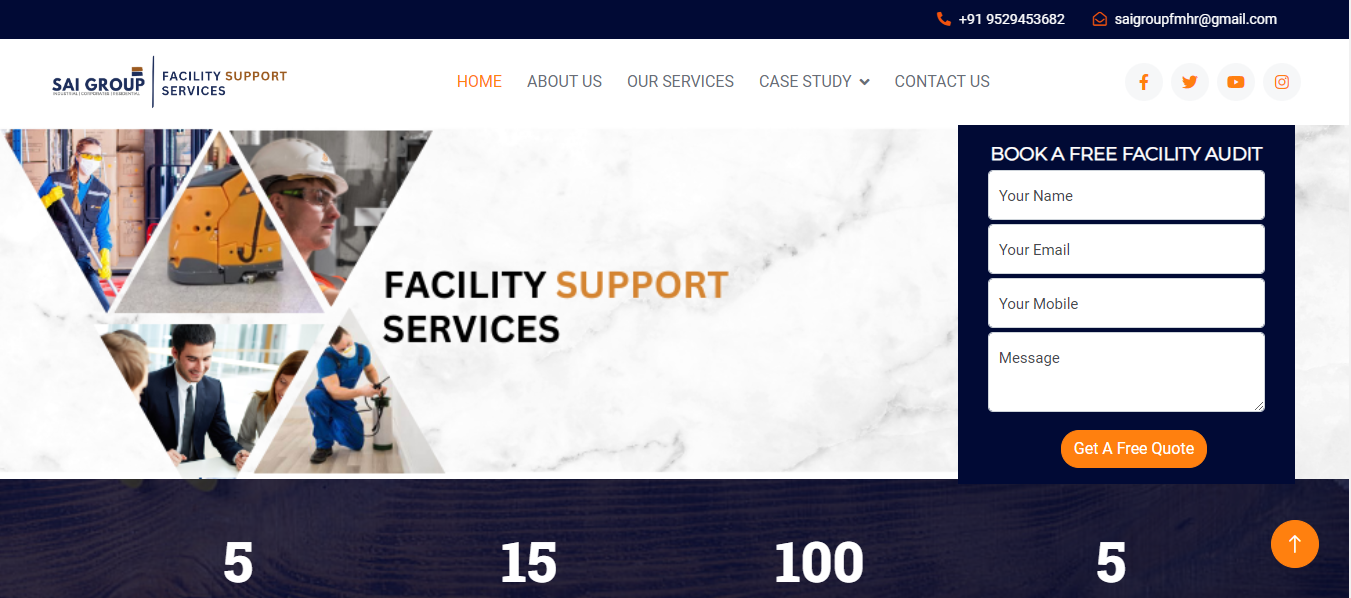 +91 9529453682 saigroupfmhr@gmail.com
SAI GROUP
INDUSTRIAL | CORPORATE | RESIDENTIAL
FACILITY SUPPORT
SERVICES
HOME ABOUT US OUR SERVICES CASE STUDY CONTACT US
BOOK A FREE FACILITY AUDIT
Your Name
Your Email
Your Mobile
Message
Get A Free Quote
FACILITY SUPPORT
SERVICES
5 15 100 5